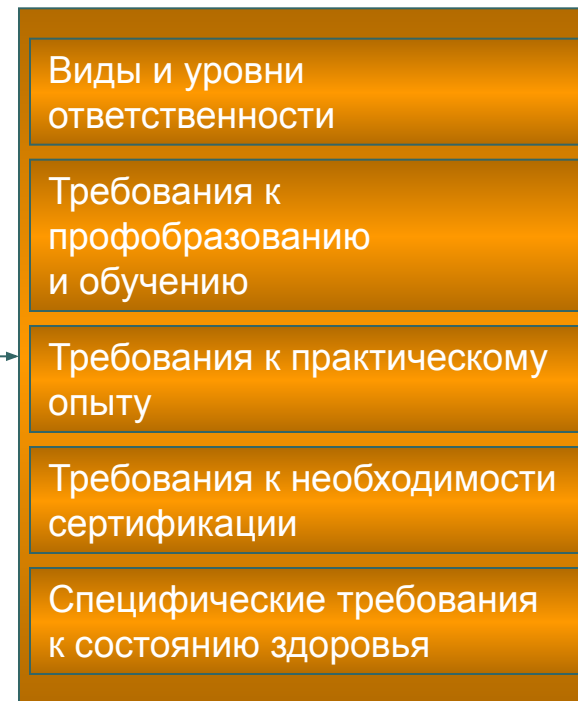 Виды и уровни
ответственности
Требования к
профобразованию
и обучению
Требования к практическому
опыту
Требования к необходимости
сертификации
Специфические требования
к состоянию здоровья